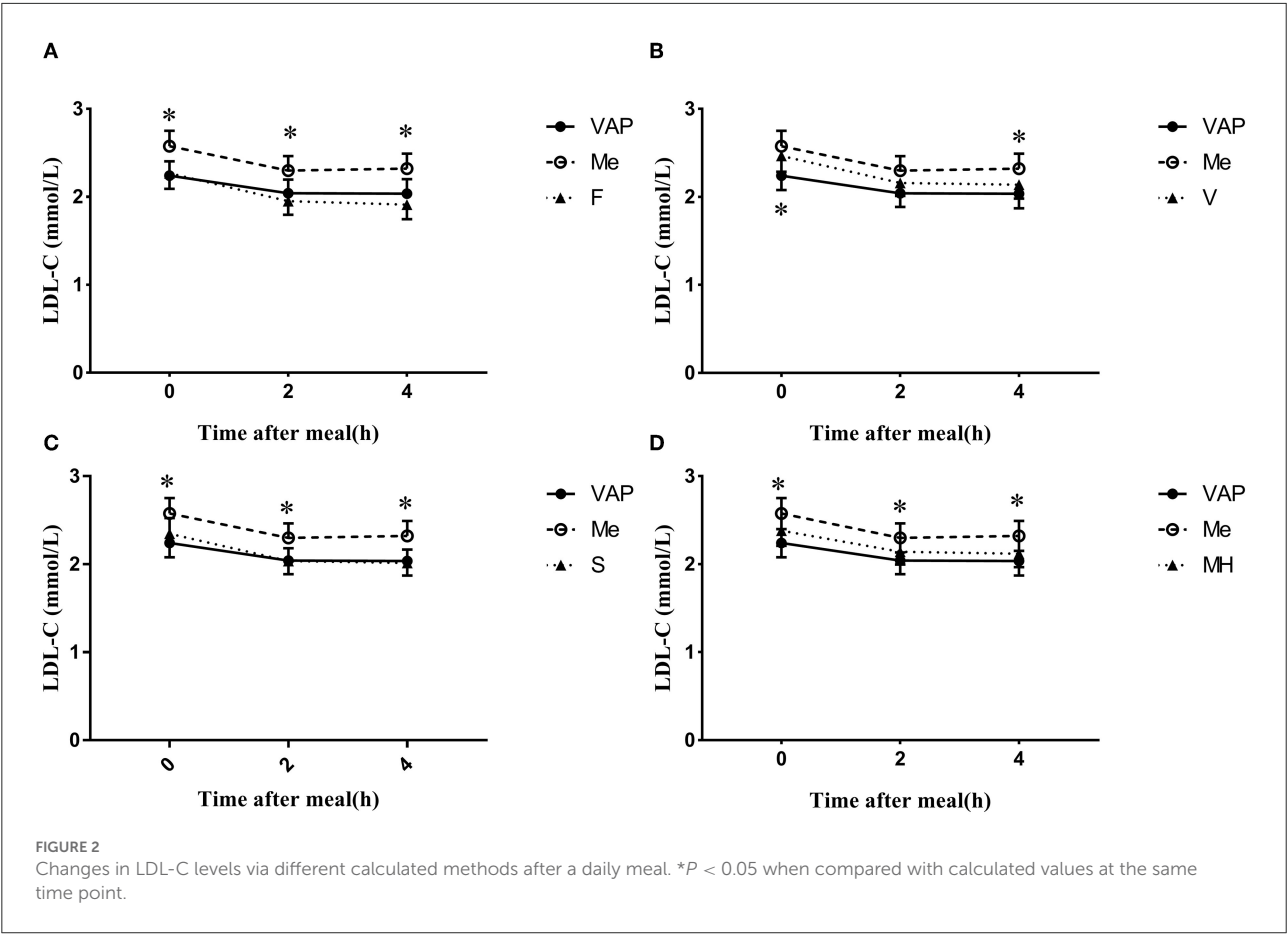 A
*
*
*
3
2
1
0
LDL-C (mmol/L)
0 2 4
Time after meal(h)
VAP
Me
F
B
*
*
3
2
1
0
LDL-C (mmol/L)
0 2 4
Time after meal(h)
VAP
Me
V
C
*
*
*
3
2
1
0
LDL-C (mmol/L)
0 2 4
Time after meal(h)
VAP
Me
S
D
*
*
*
3
2
1
0
LDL-C (mmol/L)
0 2 4
Time after meal(h)
VAP
Me
MH
FIGURE 2
Changes in LDL-C levels via different calculated methods after a daily meal. *P < 0.05 when compared with calculated values at the same
time point.